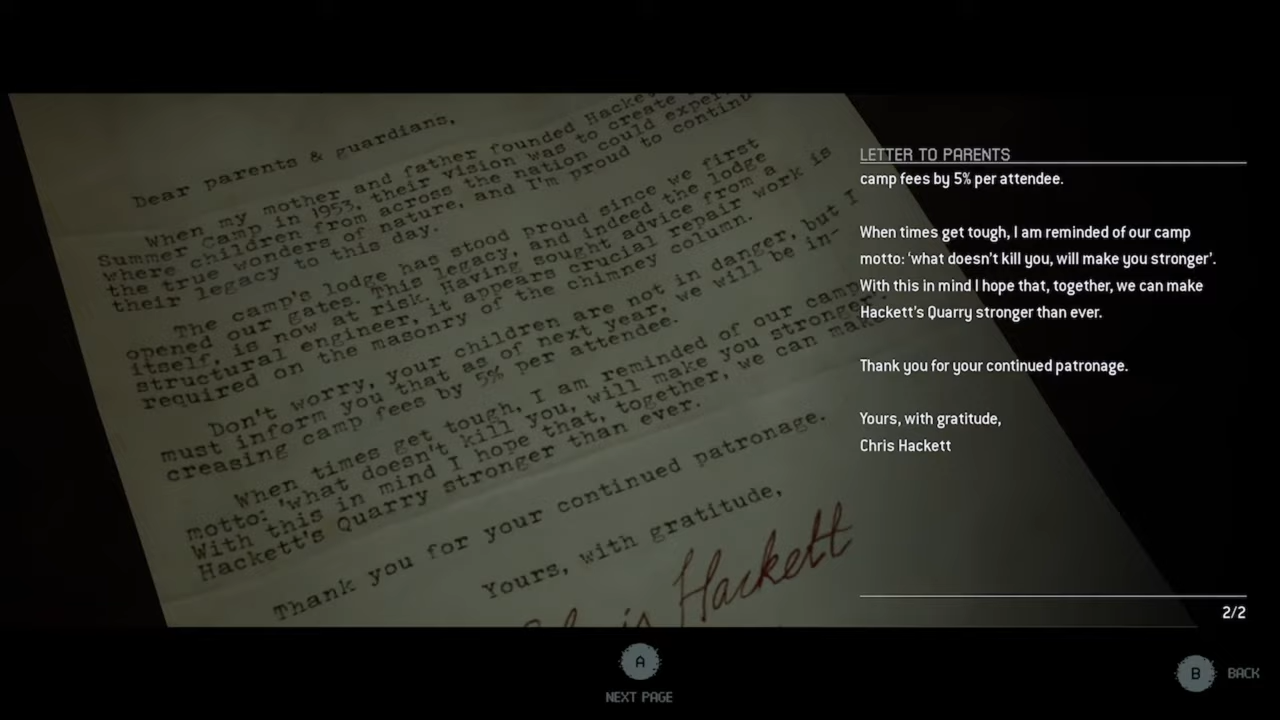 Dear parents & guardians,
When my mother and father founded Hacke
Summer Camp in 1953, their vision was to create
where children from across the nation could exper
the true wonders of nature, and I'm proud to contin
their legacy to this day.
The camp's lodge has stood proud since we first
opened our gates. This legacy, and indeed the lodge
itself, is now at risk. Having sought advice from a
structural engineer, it appears crucial repair work is
required on the masonry of the chimney column.
Don't worry, your children are not in danger, but I
must inform you that as of next year, we will be in-
creasing camp fees by 5% per attendee.
When times get tough, I am reminded of our camp
motto: 'what doesn't kill you, will make you stronger'.
With this in mind I hope that, together, we can make
Hackett's Quarry stronger than ever.
Thank you for your continued patronage.
Yours, with gratitude,
Chris Hackett
LETTER TO PARENTS
camp fees by 5% per attendee.
When times get tough, I am reminded of our camp
motto: 'what doesn't kill you, will make you stronger'.
With this in mind I hope that, together, we can make
Hackett's Quarry stronger than ever.
Thank you for your continued patronage.
Yours, with gratitude,
Chris Hackett
2/2
A
NEXT PAGE
B BACK